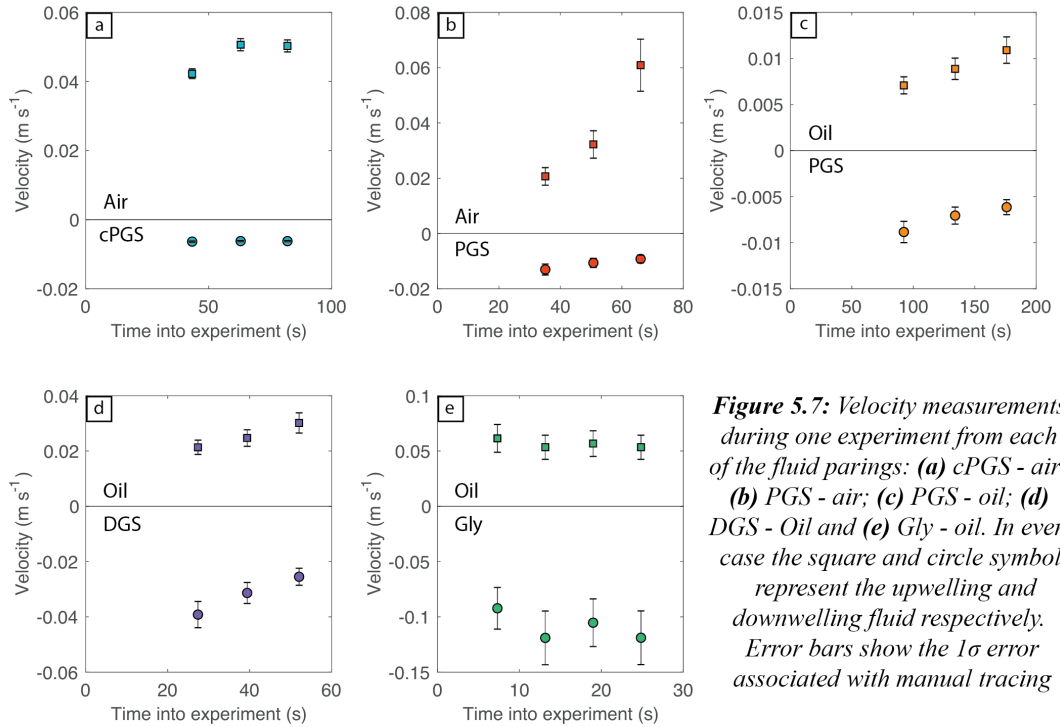 a
0.06
0.04
0.02
0
-0.02
Velocity (m s-1)
Air
cPGS
0
50
100
Time into experiment (s)
b
0.08
0.06
0.04
0.02
0
-0.02
Velocity (m s-1)
Air
PGS
0
20
40
60
80
Time into experiment (s)
c
0.015
0.01
0.005
0
-0.005
-0.01
-0.015
Velocity (m s-1)
Oil
PGS
0
50
100
150
200
Time into experiment (s)
d
0.04
0.02
0
-0.02
-0.04
-0.06
Velocity (m s-1)
Oil
DGS
0
20
40
60
Time into experiment (s)
e
0.1
0.05
0
-0.05
-0.1
-0.15
Velocity (m s-1)
Oil
Gly
0
10
20
30
Time into experiment (s)
Figure 5.7: Velocity measurements
during one experiment from each
of the fluid parings: (a) cPGS - air
(b) PGS - air; (c) PGS - oil; (d)
DGS - Oil and (e) Gly - oil. In ever
case the square and circle symbol
represent the upwelling and
downwelling fluid respectively.
Error bars show the 1σ error
associated with manual tracing